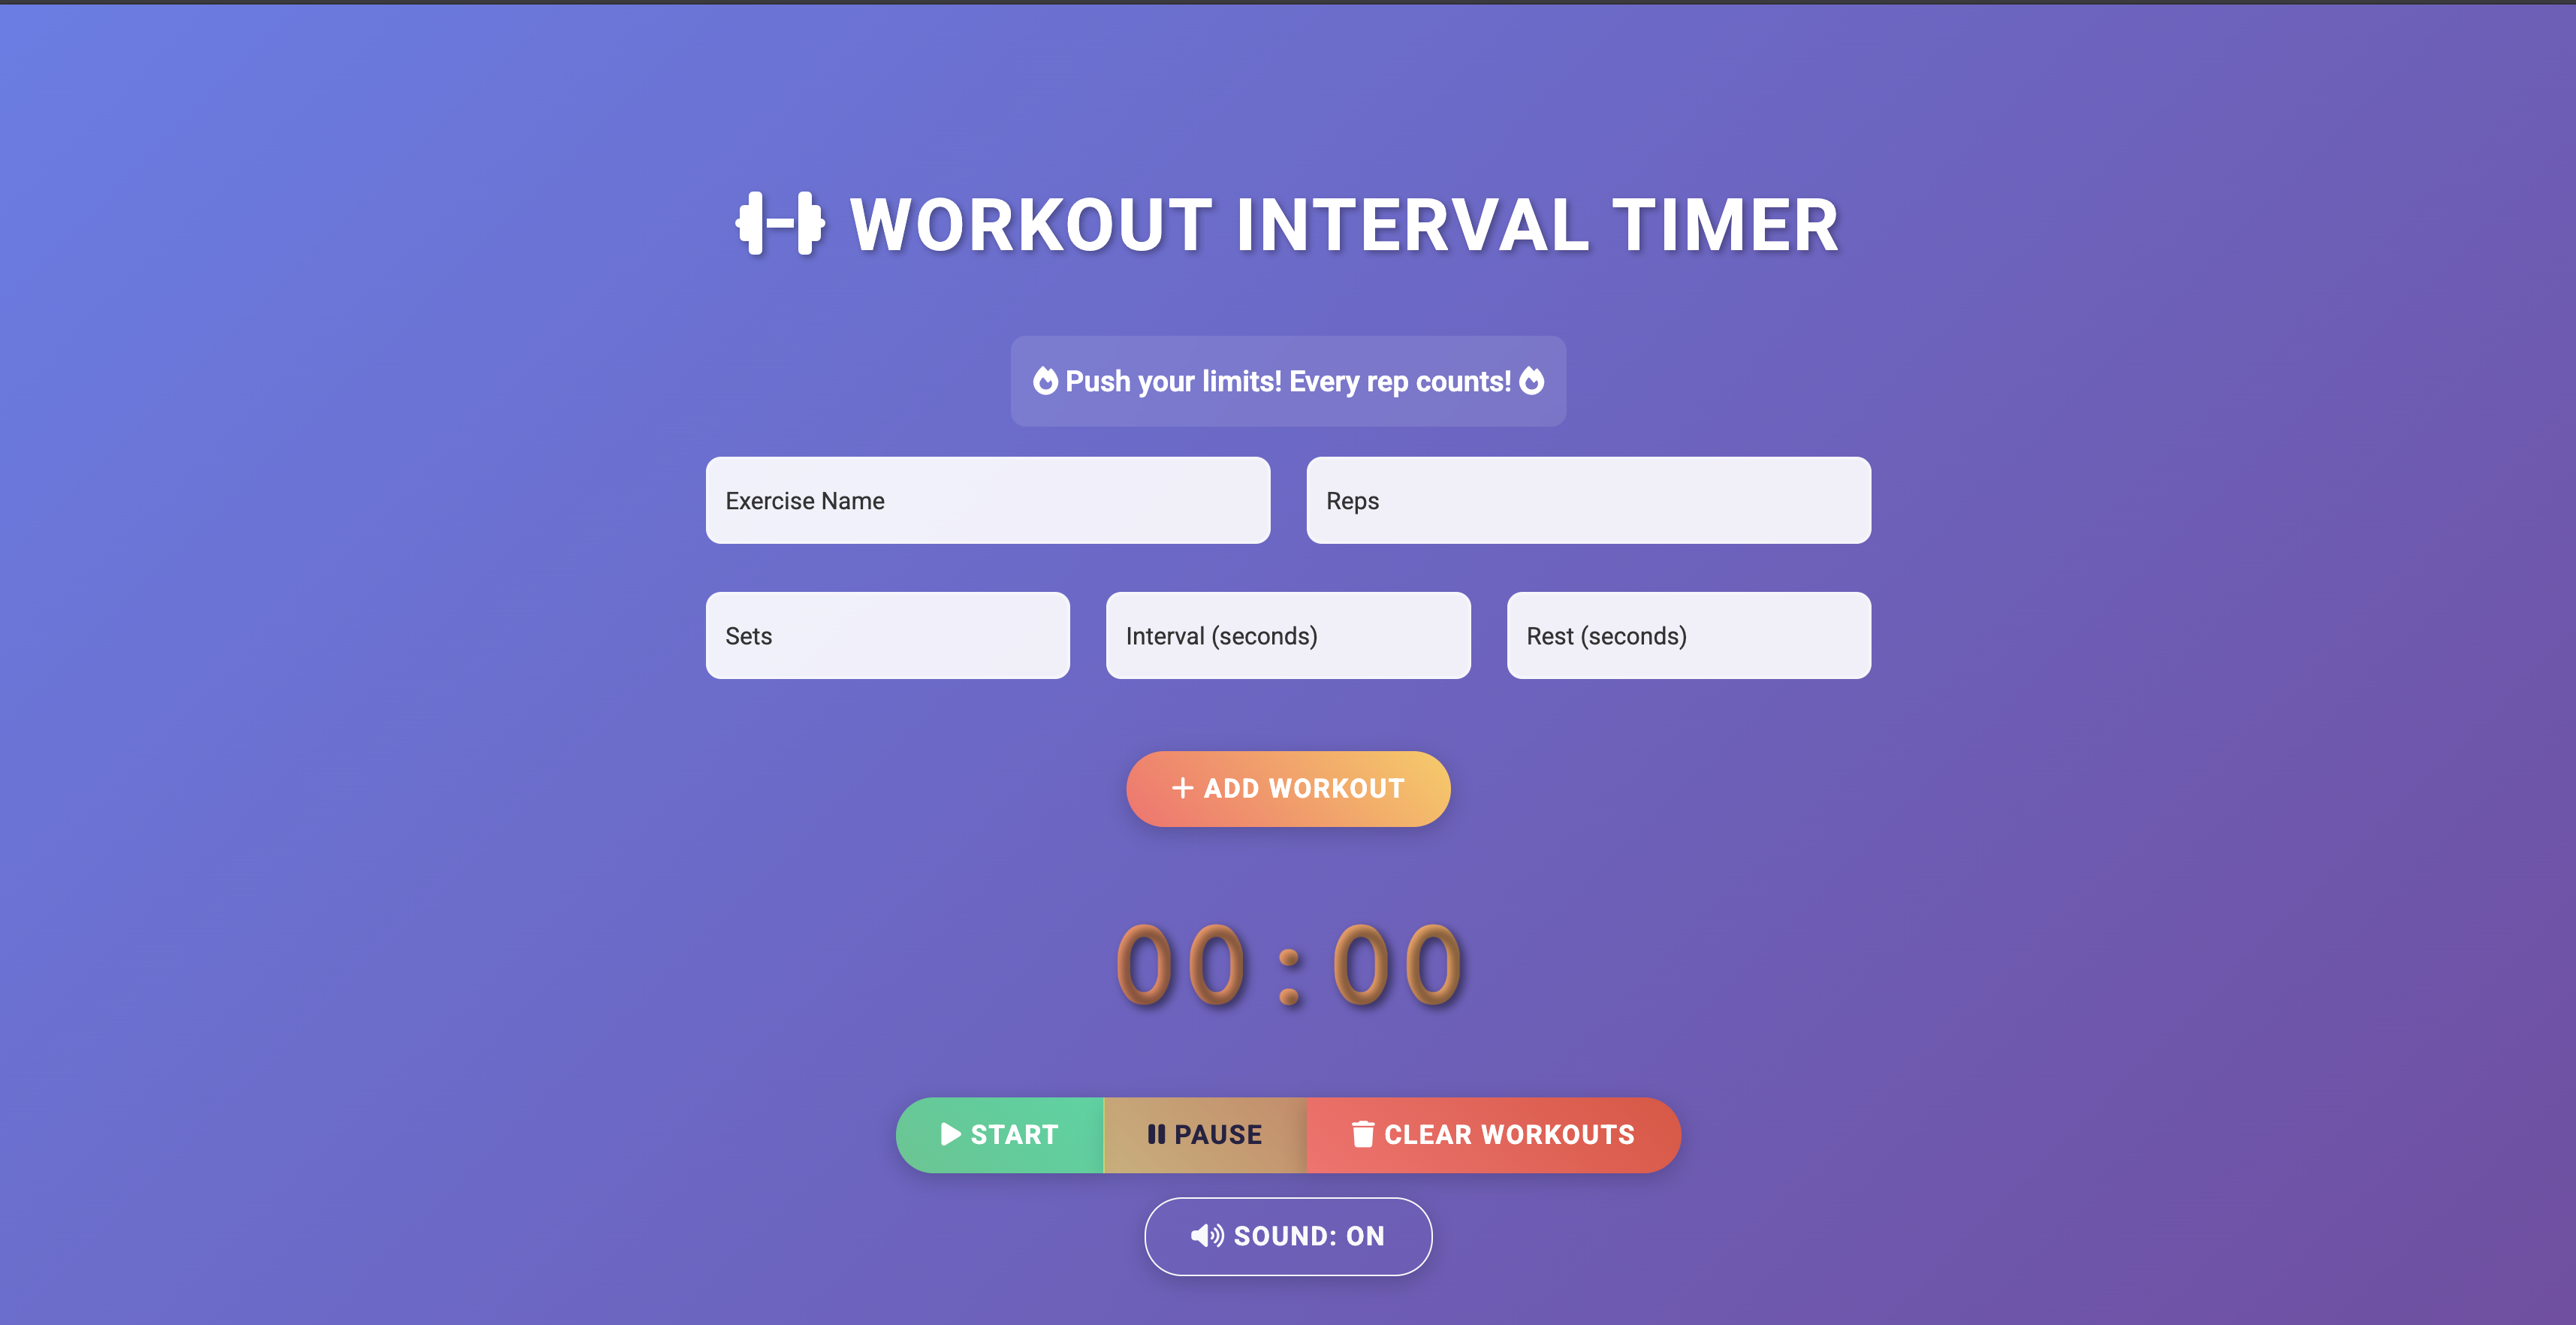 WORKOUT INTERVAL TIMER
Push your limits! Every rep counts!
Exercise Name
Reps
Sets
Interval (seconds)
Rest (seconds)
+ ADD WORKOUT
00:00
START
PAUSE
CLEAR WORKOUTS
SOUND: ON